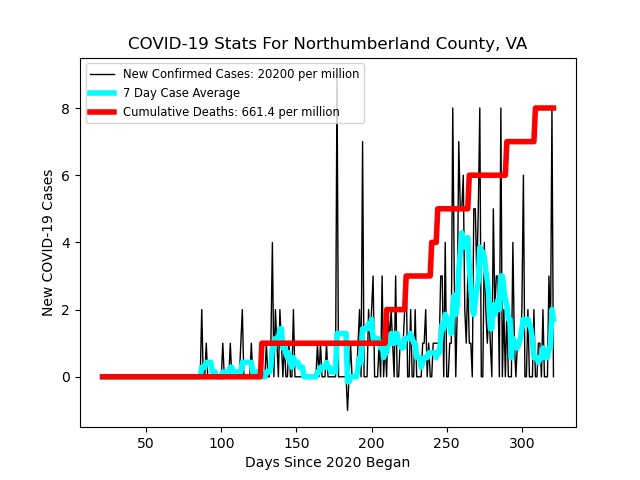 COVID-19 Stats For Northumberland County, VA
New Confirmed Cases: 20200 per million
7 Day Case Average
Cumulative Deaths: 661.4 per million
New COVID-19 Cases
8
6
4
2
0
50 100 150 200 250 300
Days Since 2020 Began